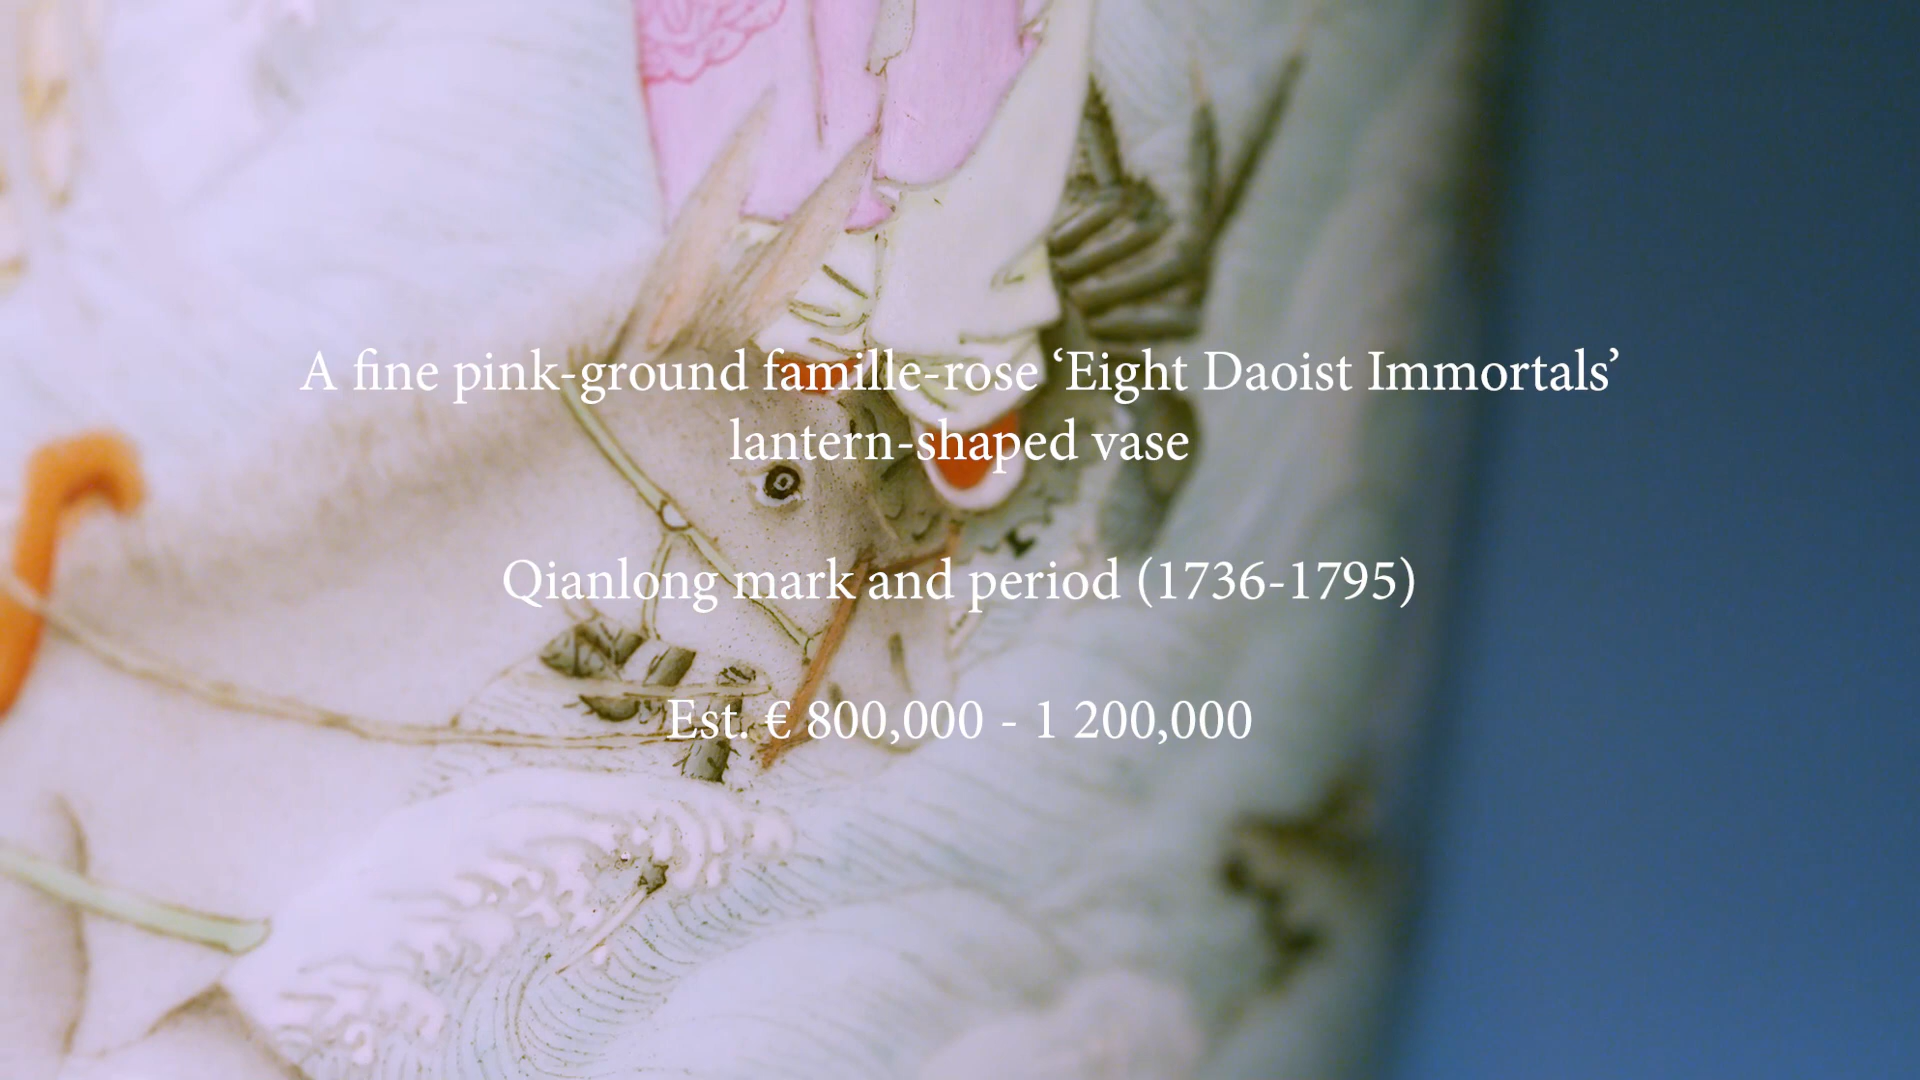 A fine pink-ground famille-rose ‘Eight Daoist Immortals’
lantern-shaped vase
Qianlong mark and period (1736-1795)
Est. € 800,000 - 1 200,000